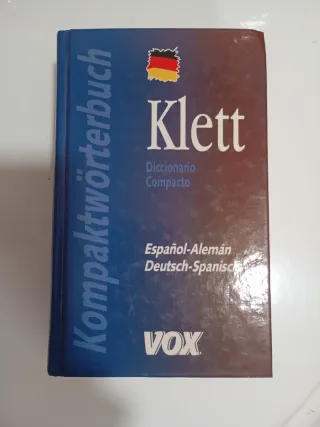 Kompaktwörterbuch
Klett
Diccionario
Compacto
Español-Alemán
Deutsch-Spanisch
VOX